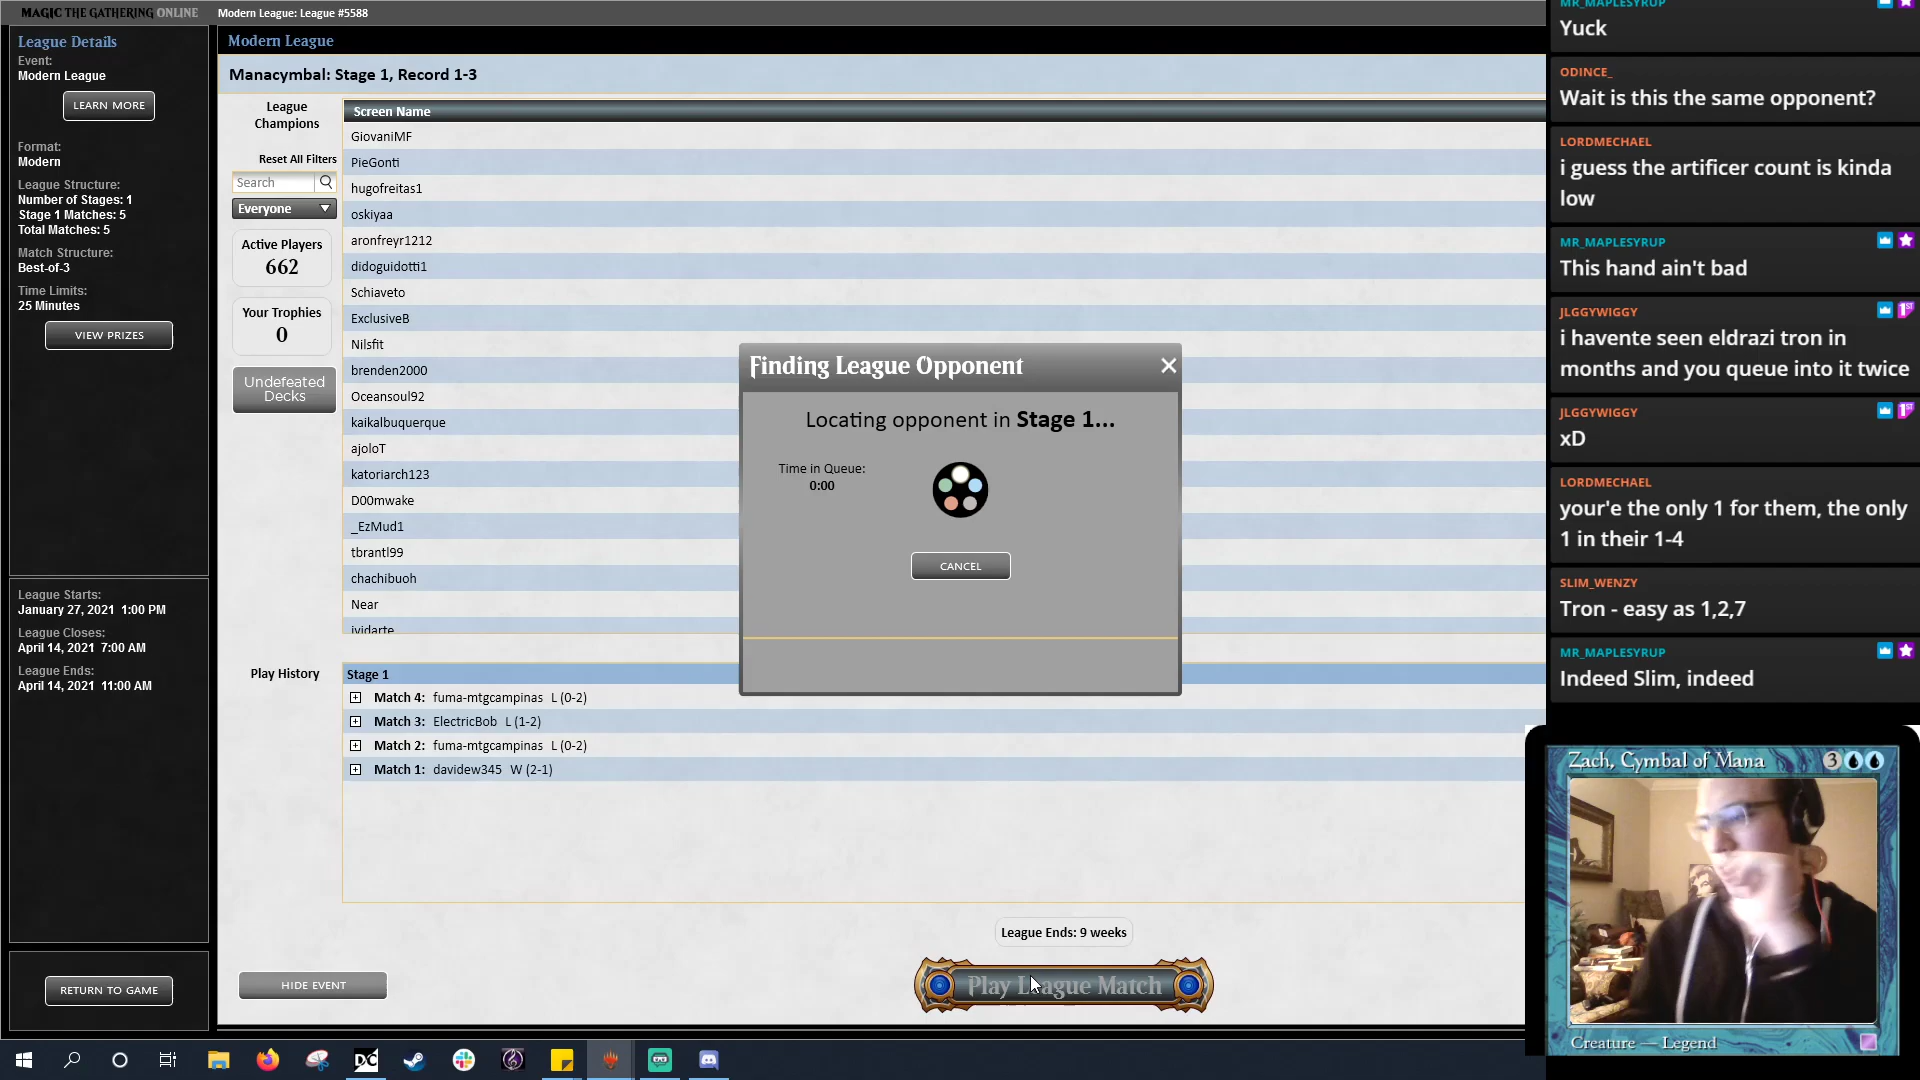 MAGIC THE GATHERING ONLINE
Modern League: League #5588
League Details
Event:
Modern League
LEARN MORE
Format:
Modern
League Structure:
Number of Stages: 1
Stage 1 Matches: 5
Total Matches: 5
Match Structure:
Best-of-3
Time Limits:
25 Minutes
VIEW PRIZES
League Starts:
January 27, 2021 1:00 PM
League Closes:
April 14, 2021 7:00 AM
League Ends:
April 14, 2021 11:00 AM
RETURN TO GAME
Modern League
Manacymbal: Stage 1, Record 1-3
League
Champions
Reset All Filters
Search
Everyone
Active Players
662
Your Trophies
0
Undefeated
Decks
Screen Name
GiovaniMF
PieGonti
hugofreitas1
oskiyaa
aronfreyr1212
didoguidotti1
Schiaveto
ExclusiveB
Nilsfit
brenden2000
Oceansoul92
kaikalbuquerque
ajoloT
katoriarch123
D00mwake
_EzMud1
tbrantl99
chachibuoh
Near
ividarte
Finding League Opponent
Locating opponent in Stage 1...
Time in Queue:
0:00
CANCEL
Play History
Stage 1
Match 4: fuma-mtgcampinas L (0-2)
Match 3: ElectricBob L (1-2)
Match 2: fuma-mtgcampinas L (0-2)
Match 1: davidew345 W (2-1)
League Ends: 9 weeks
HIDE EVENT
Play League Match
MR_MAPLESYRUP
Yuck
ODINCE_
Wait is this the same opponent?
LORDMECHAEL
i guess the artificer count is kinda
low
MR_MAPLESYRUP
This hand ain't bad
JLGGYWIGGY
i havente seen eldrazi tron in
months and you queue into it twice
JLGGYWIGGY
xD
LORDMECHAEL
your'e the only 1 for them, the only
1 in their 1-4
SLIM_WENZY
Tron - easy as 1,2,7
MR_MAPLESYRUP
Indeed Slim, indeed
Zach, Cymbal of Mana 3
Creature — Legend
DC